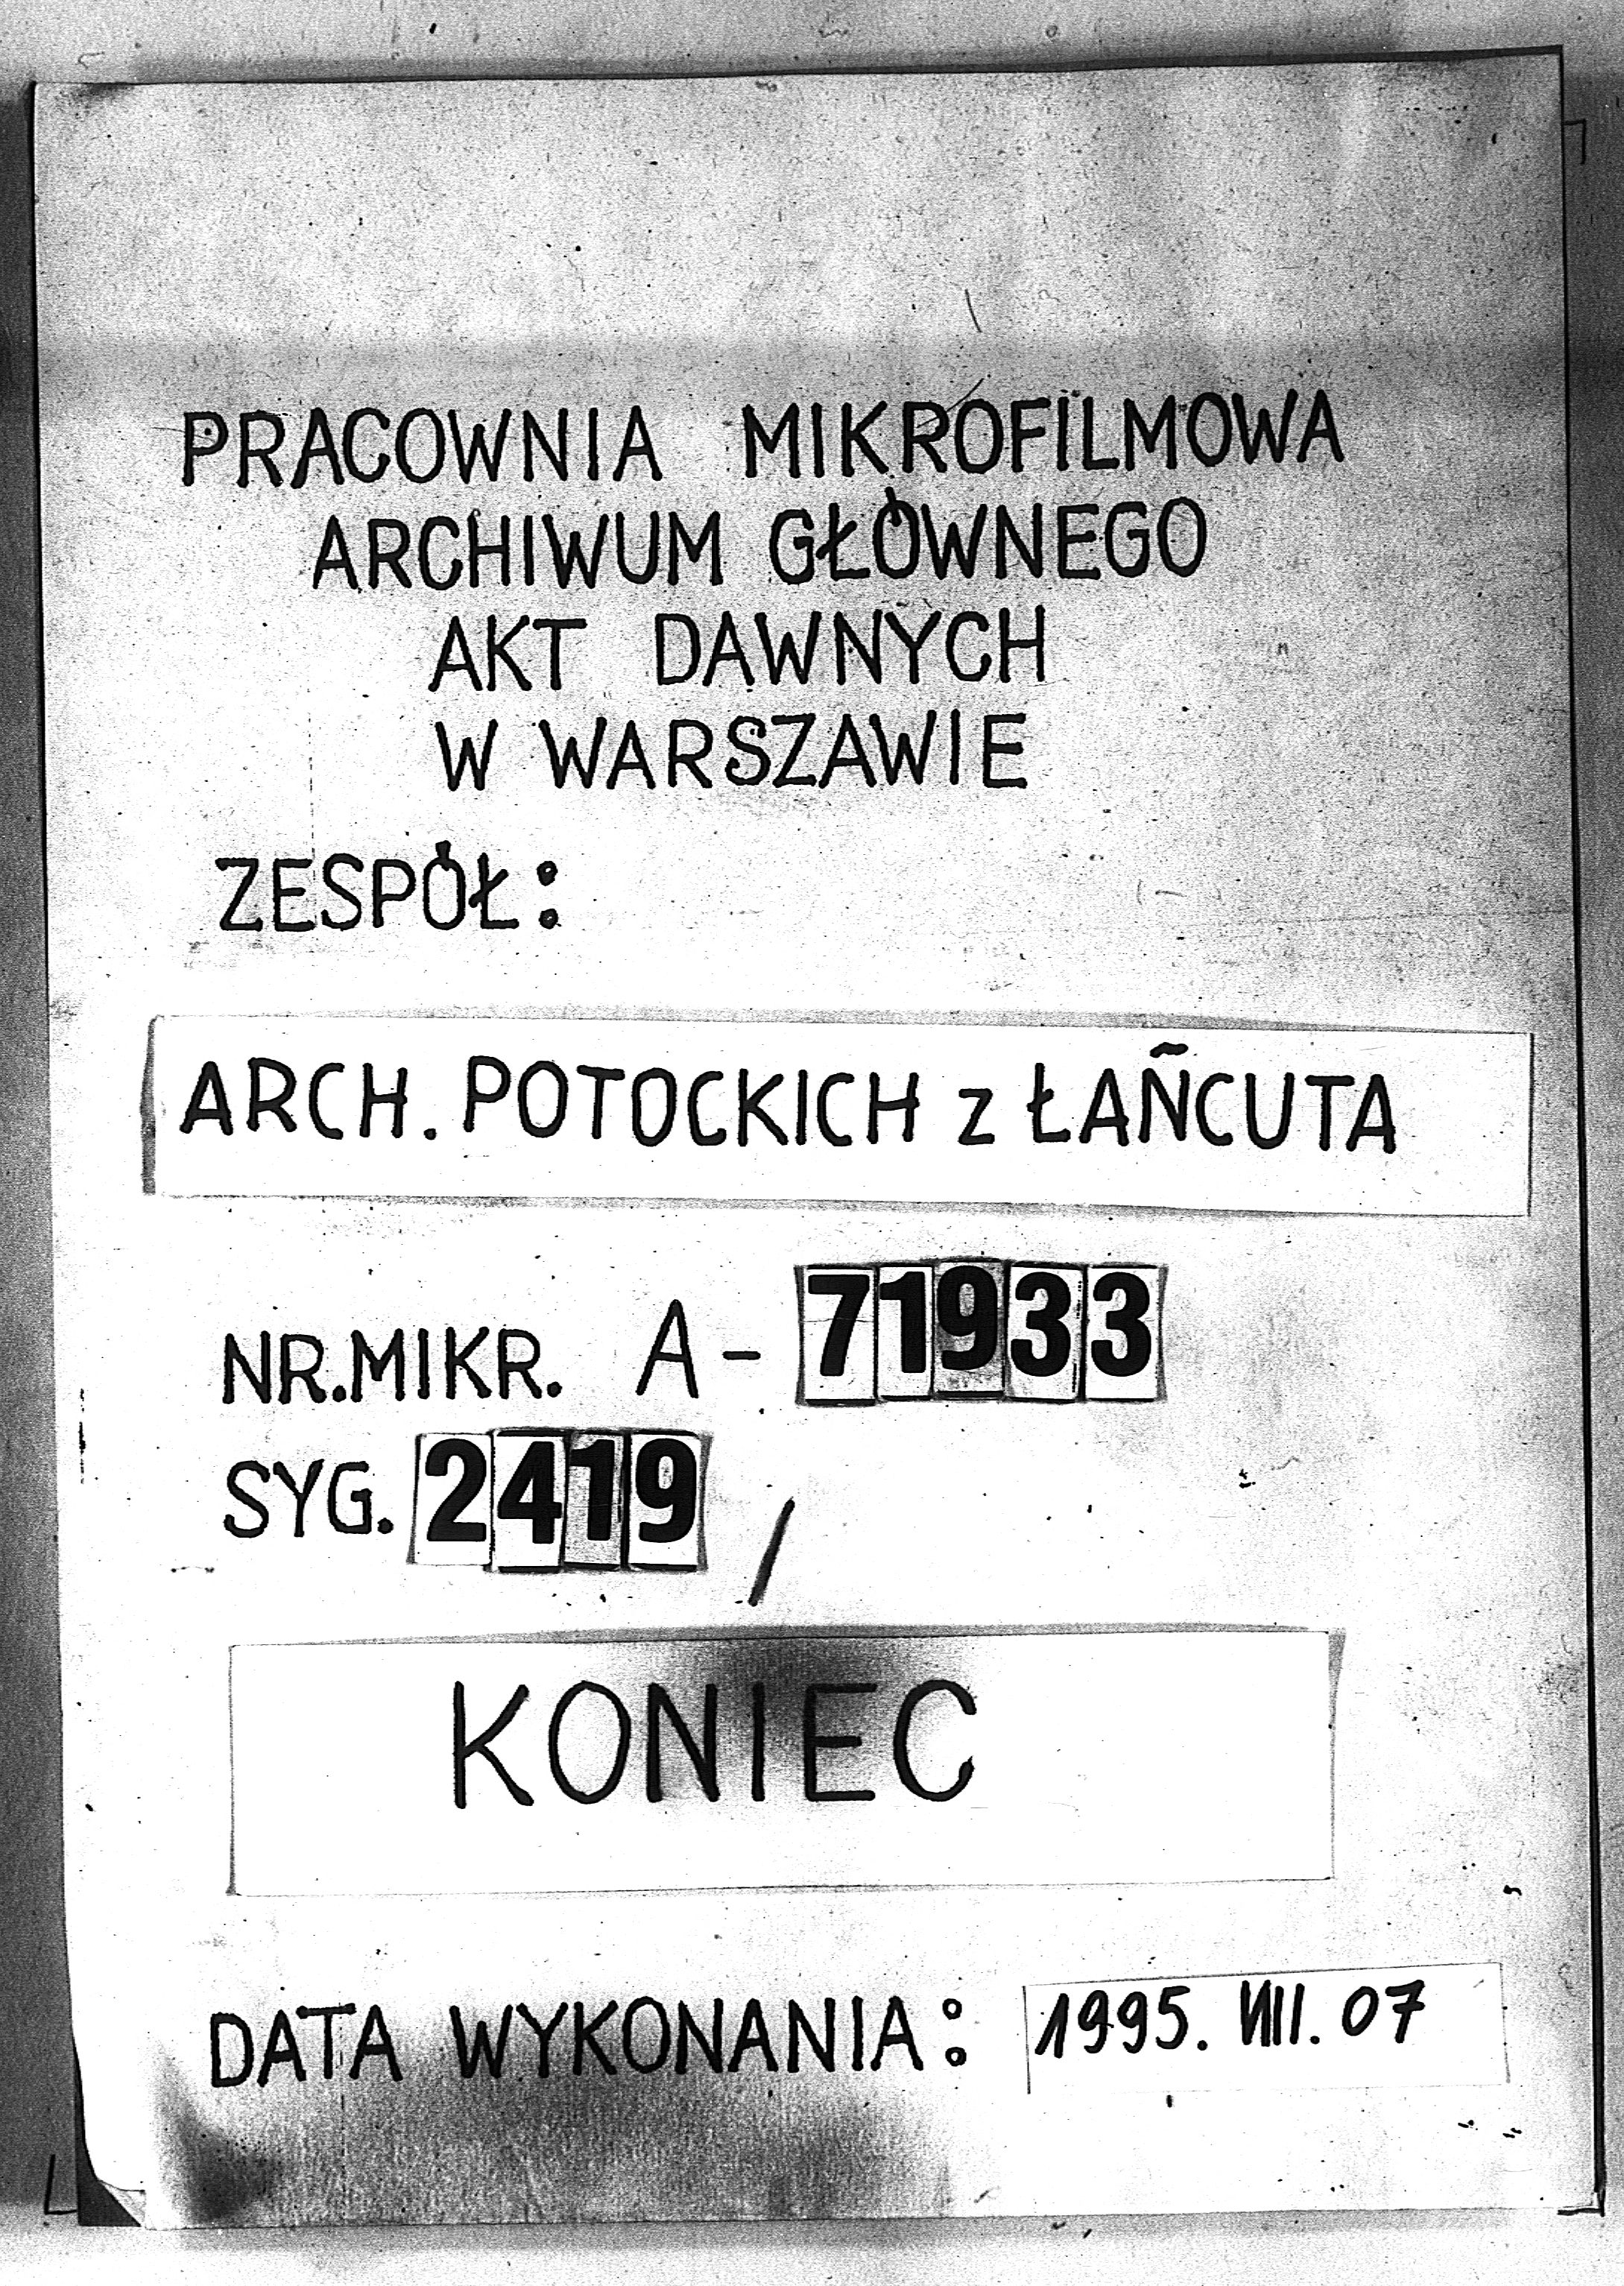 PRACOWNIA MIKROFILMOWA
ARCHIWUM GŁÓWNEGO
AKT DAWNYCH
W WARSZAWIE
ZESPÓŁ:
ARCH. POTOCKICH z ŁAŃCUTA
NR.MIKR. A-71933
SYG. 2419 /
KONIEC
DATA WYKONANIA: 1995. VIII. 07